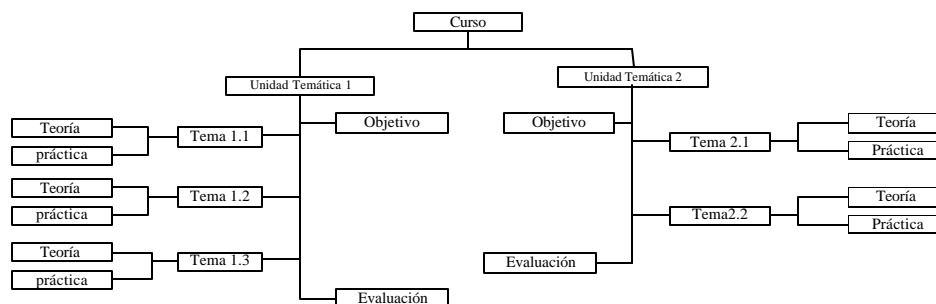 Curso
Unidad Temática 1
Unidad Temática 2
Objetivo
Objetivo
Teoría
práctica
Tema 1.1
Tema 2.1
Teoría
Práctica
Teoría
práctica
Tema 1.2
Tema2.2
Teoría
Práctica
Teoría
práctica
Tema 1.3
Evaluación
Evaluación